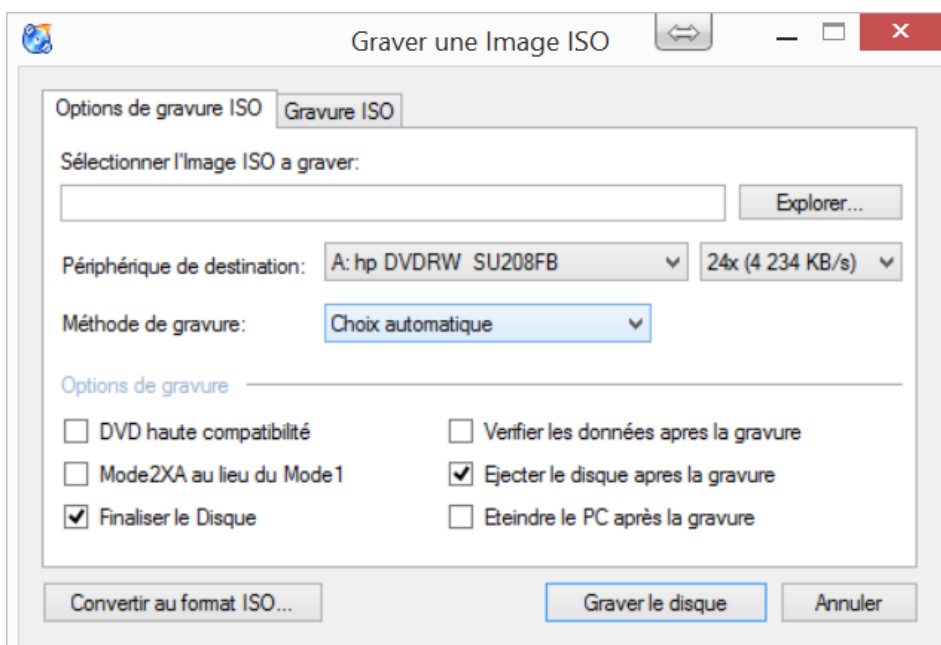 Graver une Image ISO
Options de gravure ISO Gravure ISO
Sélectionner l'Image ISO a graver:
Explorer...
Périphérique de destination: A: hp DVDRW SU208FB 24x (4 234 KB/s)
Méthode de gravure: Choix automatique
Options de gravure
DVD haute compatibilité Verifier les données apres la gravure
Mode2XA au lieu du Mode1 Ejecter le disque apres la gravure
Finaliser le Disque Eteindre le PC après la gravure
Convertir au format ISO... Graver le disque Annuler